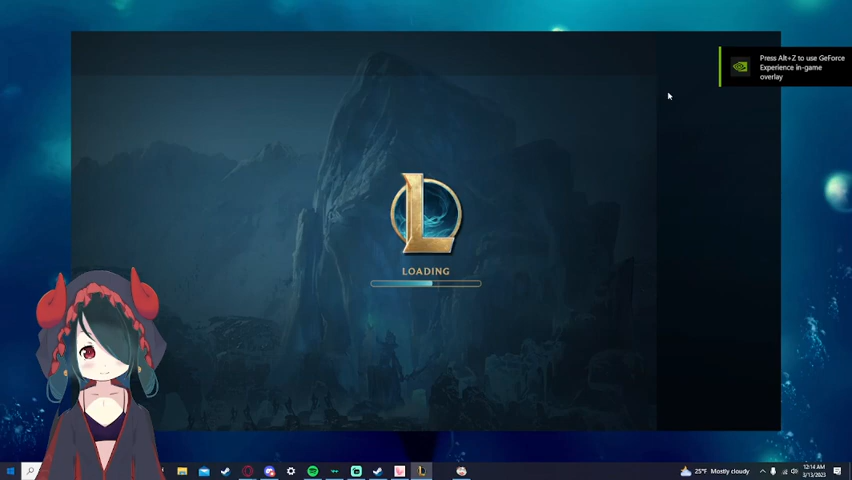 Press Alt+Z to use GeForce
Experience in-game
overlay
LOADING
25°F Mostly cloudy
12:14 AM
3/13/2023